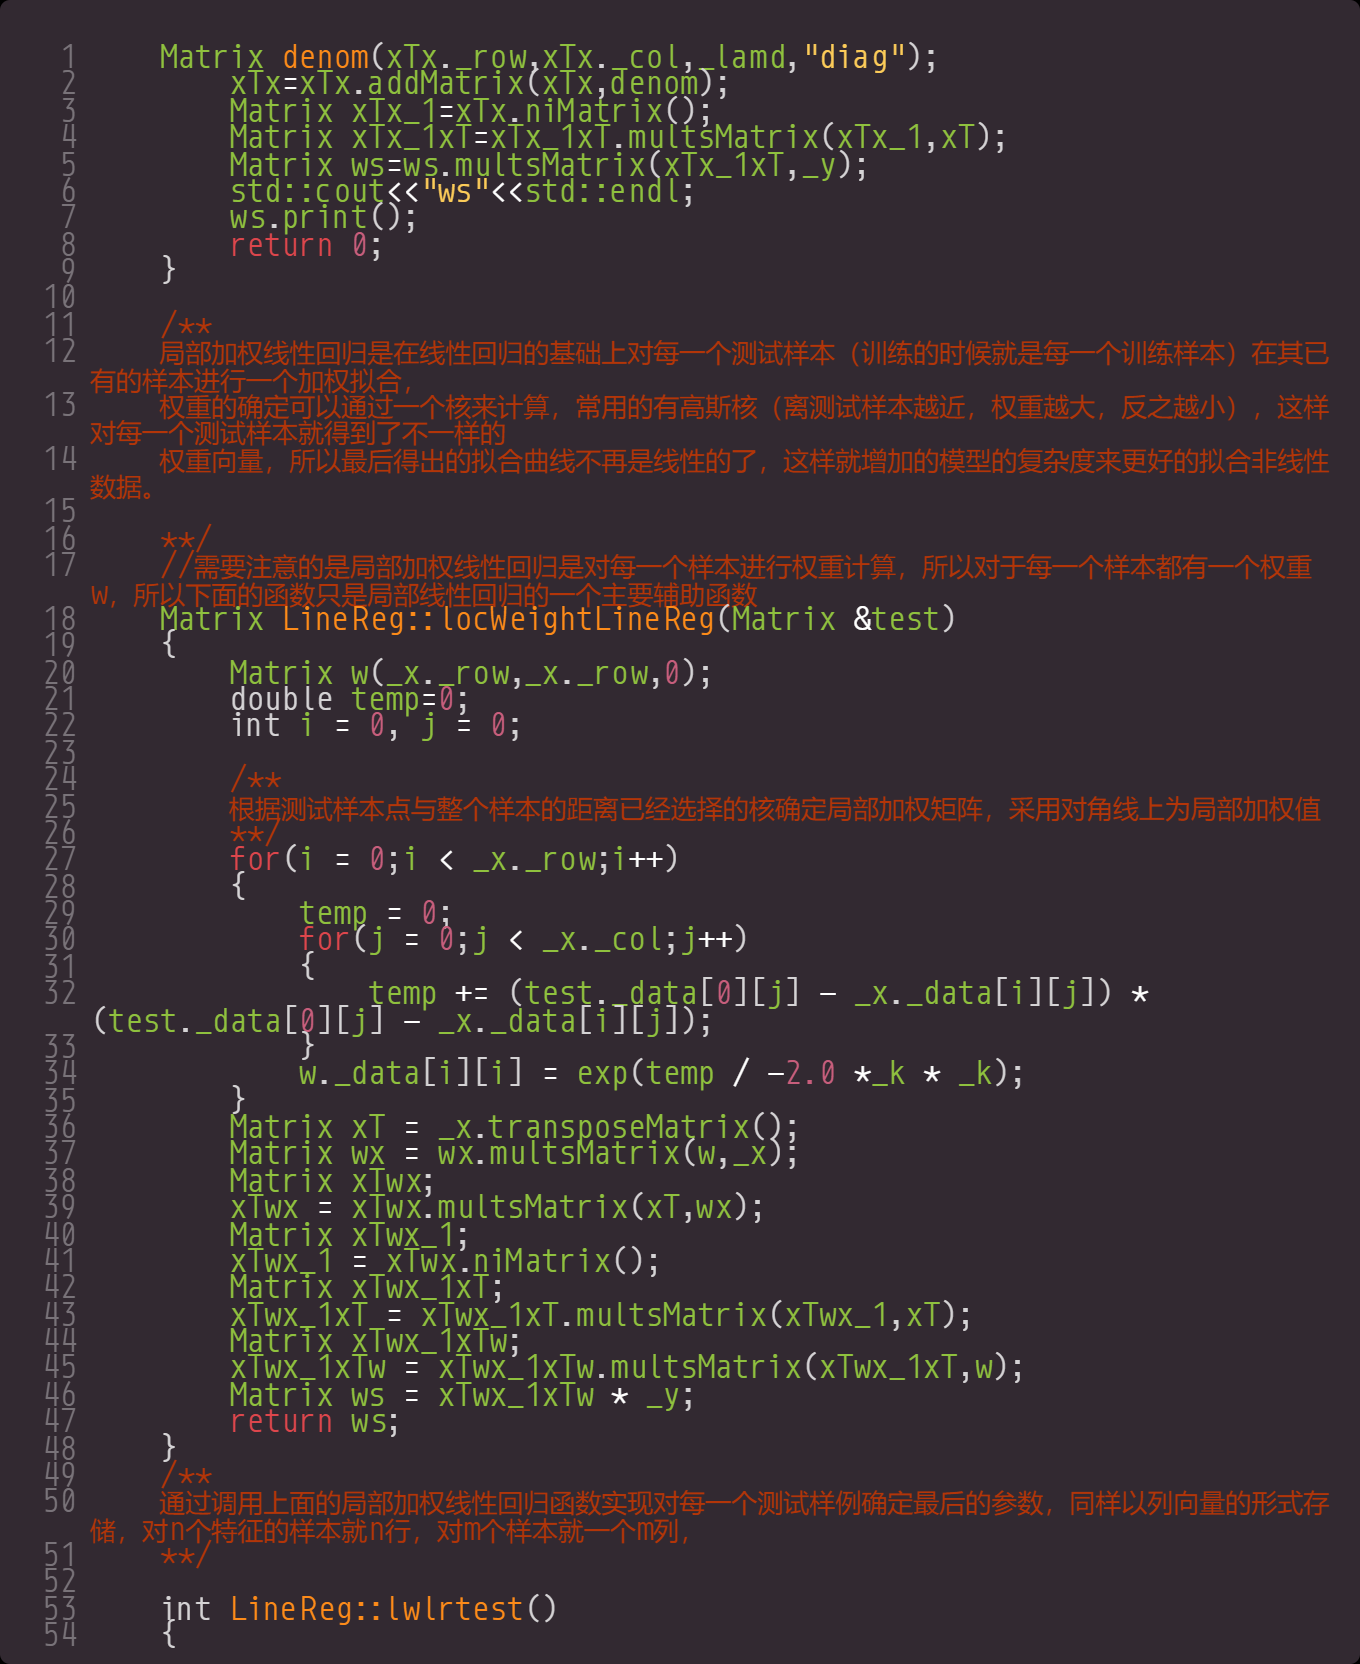 1    Matrix denom(xTx._row,xTx._col,_lamd,"diag");
2        xTx=xTx.addMatrix(xTx,denom);
3        Matrix xTx_1=xTx.niMatrix();
4        Matrix xTx_1xT=xTx_1xT.multsMatrix(xTx_1,xT);
5        Matrix ws=ws.multsMatrix(xTx_1xT,_y);
6        std::cout<<"ws"<<std::endl;
7        ws.print();
8        return 0;
9    }
10
11    /**
12    局部加权线性回归是在线性回归的基础上对每一个测试样本（训练的时候就是每一个训练样本）在其已
有的样本进行一个加权拟合，
13    权重的确定可以通过一个核来计算，常用的有高斯核（离测试样本越近，权重越大，反之越小），这样
对每一个测试样本就得到了不一样的
14    权重向量，所以最后得出的拟合曲线不再是线性的了，这样就增加的模型的复杂度来更好的拟合非线性
数据。
15
16    **/
17    //需要注意的是局部加权线性回归是对每一个样本进行权重计算，所以对于每一个样本都有一个权重
w，所以下面的函数只是局部线性回归的一个主要辅助函数
18    Matrix LineReg::locWeightLineReg(Matrix &test)
19    {
20        Matrix w(_x._row,_x._row,0);
21        double temp=0;
22        int i = 0, j = 0;
23
24        /**
25        根据测试样本点与整个样本的距离已经选择的核确定局部加权矩阵，采用对角线上为局部加权值
26        **/
27        for(i = 0;i < _x._row;i++)
28        {
29            temp = 0;
30            for(j = 0;j < _x._col;j++)
31            {
32                temp += (test._data[0][j] - _x._data[i][j]) *
(test._data[0][j] - _x._data[i][j]);
33            }
34            w._data[i][i] = exp(temp / -2.0 *_k * _k);
35        }
36        Matrix xT = _x.transposeMatrix();
37        Matrix wx = wx.multsMatrix(w,_x);
38        Matrix xTwx;
39        xTwx = xTwx.multsMatrix(xT,wx);
40        Matrix xTwx_1;
41        xTwx_1 = xTwx.niMatrix();
42        Matrix xTwx_1xT;
43        xTwx_1xT = xTwx_1xT.multsMatrix(xTwx_1,xT);
44        Matrix xTwx_1xTw;
45        xTwx_1xTw = xTwx_1xTw.multsMatrix(xTwx_1xT,w);
46        Matrix ws = xTwx_1xTw * _y;
47        return ws;
48    }
49    /**
50    通过调用上面的局部加权线性回归函数实现对每一个测试样例确定最后的参数，同样以列向量的形式存
储，对n个特征的样本就n行，对m个样本就一个m列，
51    **/
52
53    int LineReg::lwlrtest()
54    {